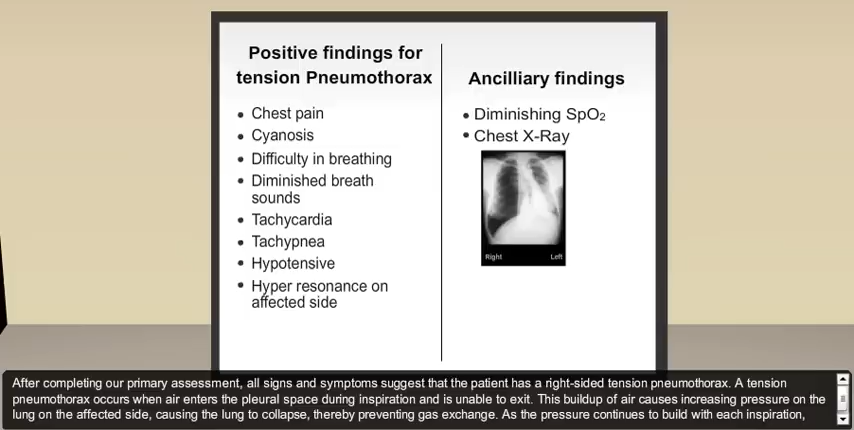 Positive findings for
tension Pneumothorax
• Chest pain
• Cyanosis
• Difficulty in breathing
• Diminished breath
sounds
• Tachycardia
• Tachypnea
• Hypotensive
• Hyper resonance on
affected side
Ancilliary findings
• Diminishing SpO₂
• Chest X-Ray
Right Left
After completing our primary assessment, all signs and symptoms suggest that the patient has a right-sided tension pneumothorax. A tension
pneumothorax occurs when air enters the pleural space during inspiration and is unable to exit. This buildup of air causes increasing pressure on the
lung on the affected side, causing the lung to collapse, thereby preventing gas exchange. As the pressure continues to build with each inspiration,